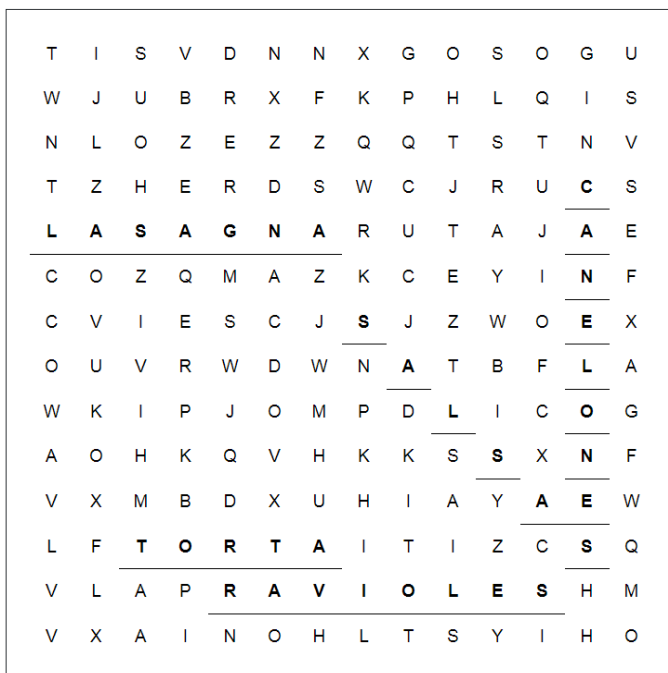 T I S V D N N X G O S O G U
W J U B R X F K P H L Q I S
N L O Z E Z Z Q Q T S T N V
T Z H E R D S W C J R U C S
L A S A G N A R U T A J A E
C O Z Q M A Z K C E Y I N F
C V I E S C J S J Z W O E X
O U V R W D W N A T B F L A
W K I P J O M P D L I C O G
A O H K Q V H K K S S X N F
V X M B D X U H I A Y A E W
L F T O R T A I T I Z C S Q
V L A P R A V I O L E S H M
V X A I N O H L T S Y I H O